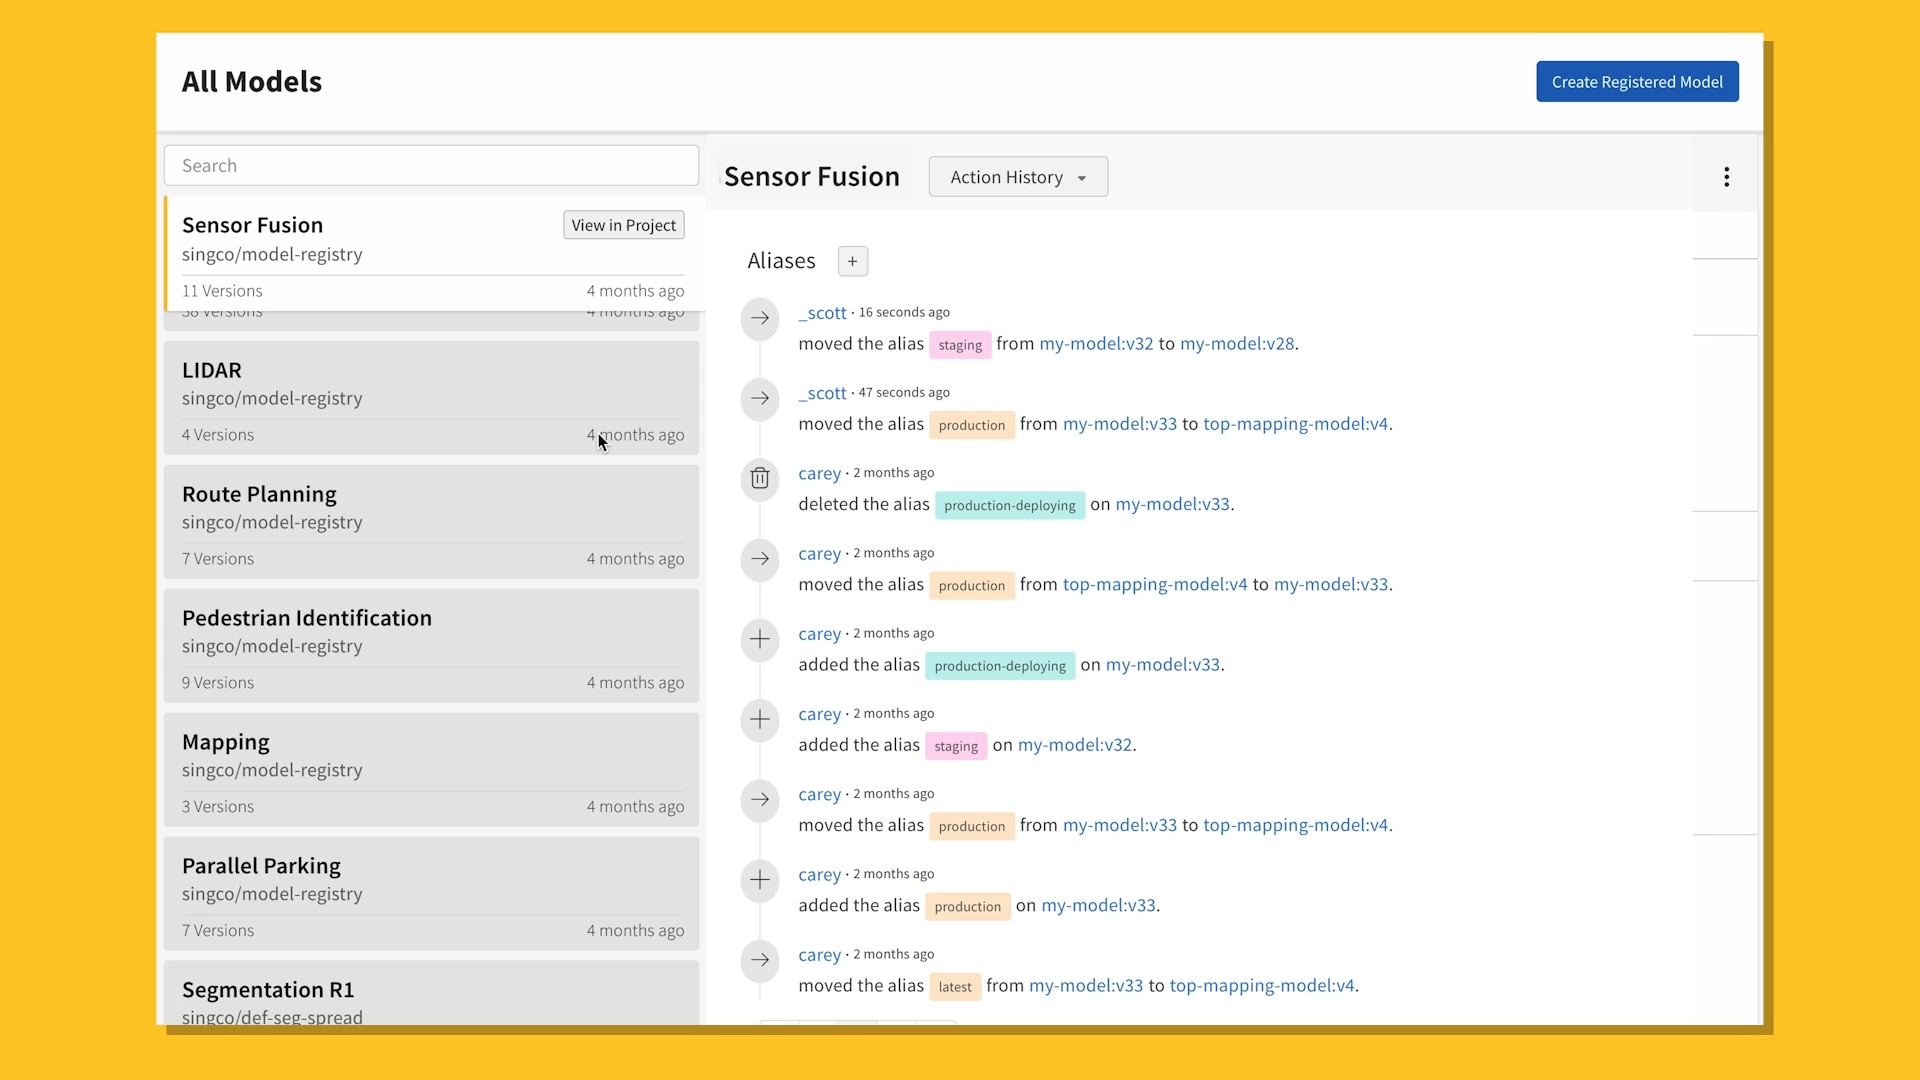 All Models
Create Registered Model
Search
Sensor Fusion
View in Project
singco/model-registry
11 Versions
4 months ago
38 Versions
4 months ago
LIDAR
singco/model-registry
4 Versions
4 months ago
Route Planning
singco/model-registry
7 Versions
4 months ago
Pedestrian Identification
singco/model-registry
9 Versions
4 months ago
Mapping
singco/model-registry
3 Versions
4 months ago
Parallel Parking
singco/model-registry
7 Versions
4 months ago
Segmentation R1
singco/def-seg-spread
Sensor Fusion
Action History
Aliases +
_scott · 16 seconds ago
moved the alias staging from my-model:v32 to my-model:v28.
_scott · 47 seconds ago
moved the alias production from my-model:v33 to top-mapping-model:v4.
carey · 2 months ago
deleted the alias production-deploying on my-model:v33.
carey · 2 months ago
moved the alias production from top-mapping-model:v4 to my-model:v33.
carey · 2 months ago
added the alias production-deploying on my-model:v33.
carey · 2 months ago
added the alias staging on my-model:v32.
carey · 2 months ago
moved the alias production from my-model:v33 to top-mapping-model:v4.
carey · 2 months ago
added the alias production on my-model:v33.
carey · 2 months ago
moved the alias latest from my-model:v33 to top-mapping-model:v4.